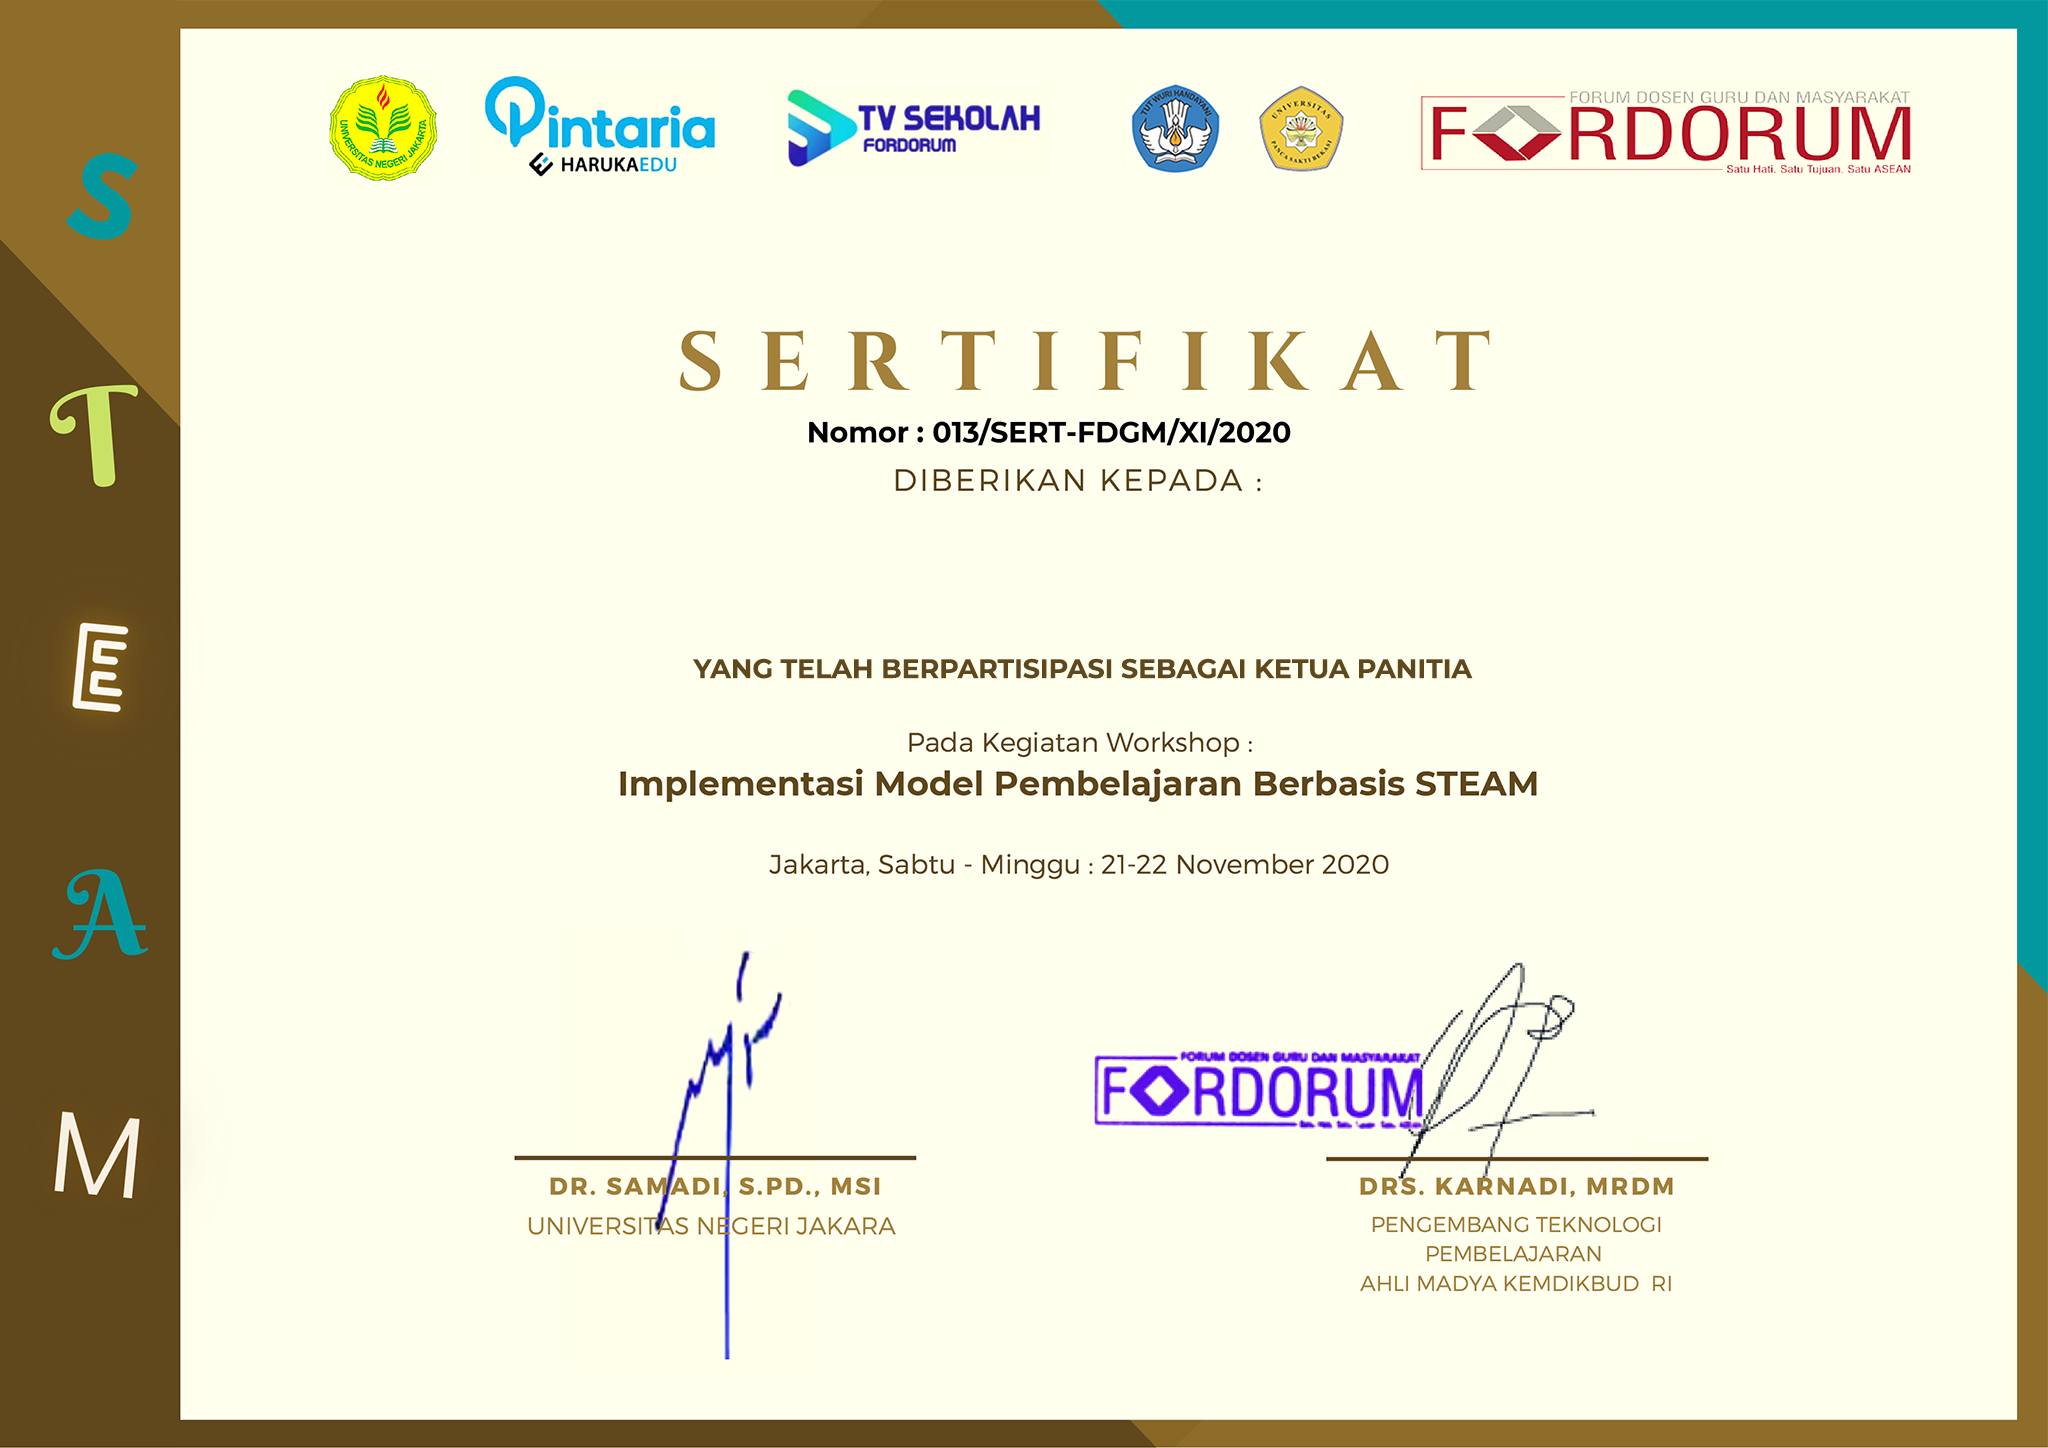 UNIVERSITAS NEGERI JAKARTA
Pintaria
HARUKAEDU
TV SEKOLAH
FORDORUM
TUT WURI HANDAYANI
UNIVERSITAS
PANCA SAKTI BEKASI
FORUM DOSEN GURU DAN MASYARAKAT
FORDORUM
Satu Hati. Satu Tujuan. Satu ASEAN
S
T
E
A
M
SERTIFIKAT
Nomor : 013/SERT-FDGM/XI/2020
DIBERIKAN KEPADA :
YANG TELAH BERPARTISIPASI SEBAGAI KETUA PANITIA
Pada Kegiatan Workshop :
Implementasi Model Pembelajaran Berbasis STEAM
Jakarta, Sabtu - Minggu : 21-22 November 2020
FORUM DOSEN GURU DAN MASYARAKAT
FORDORUM
DR. SAMADI, S.PD., MSI
UNIVERSITAS NEGERI JAKARA
DRS. KARNADI, MRDM
PENGEMBANG TEKNOLOGI
PEMBELAJARAN
AHLI MADYA KEMDIKBUD RI